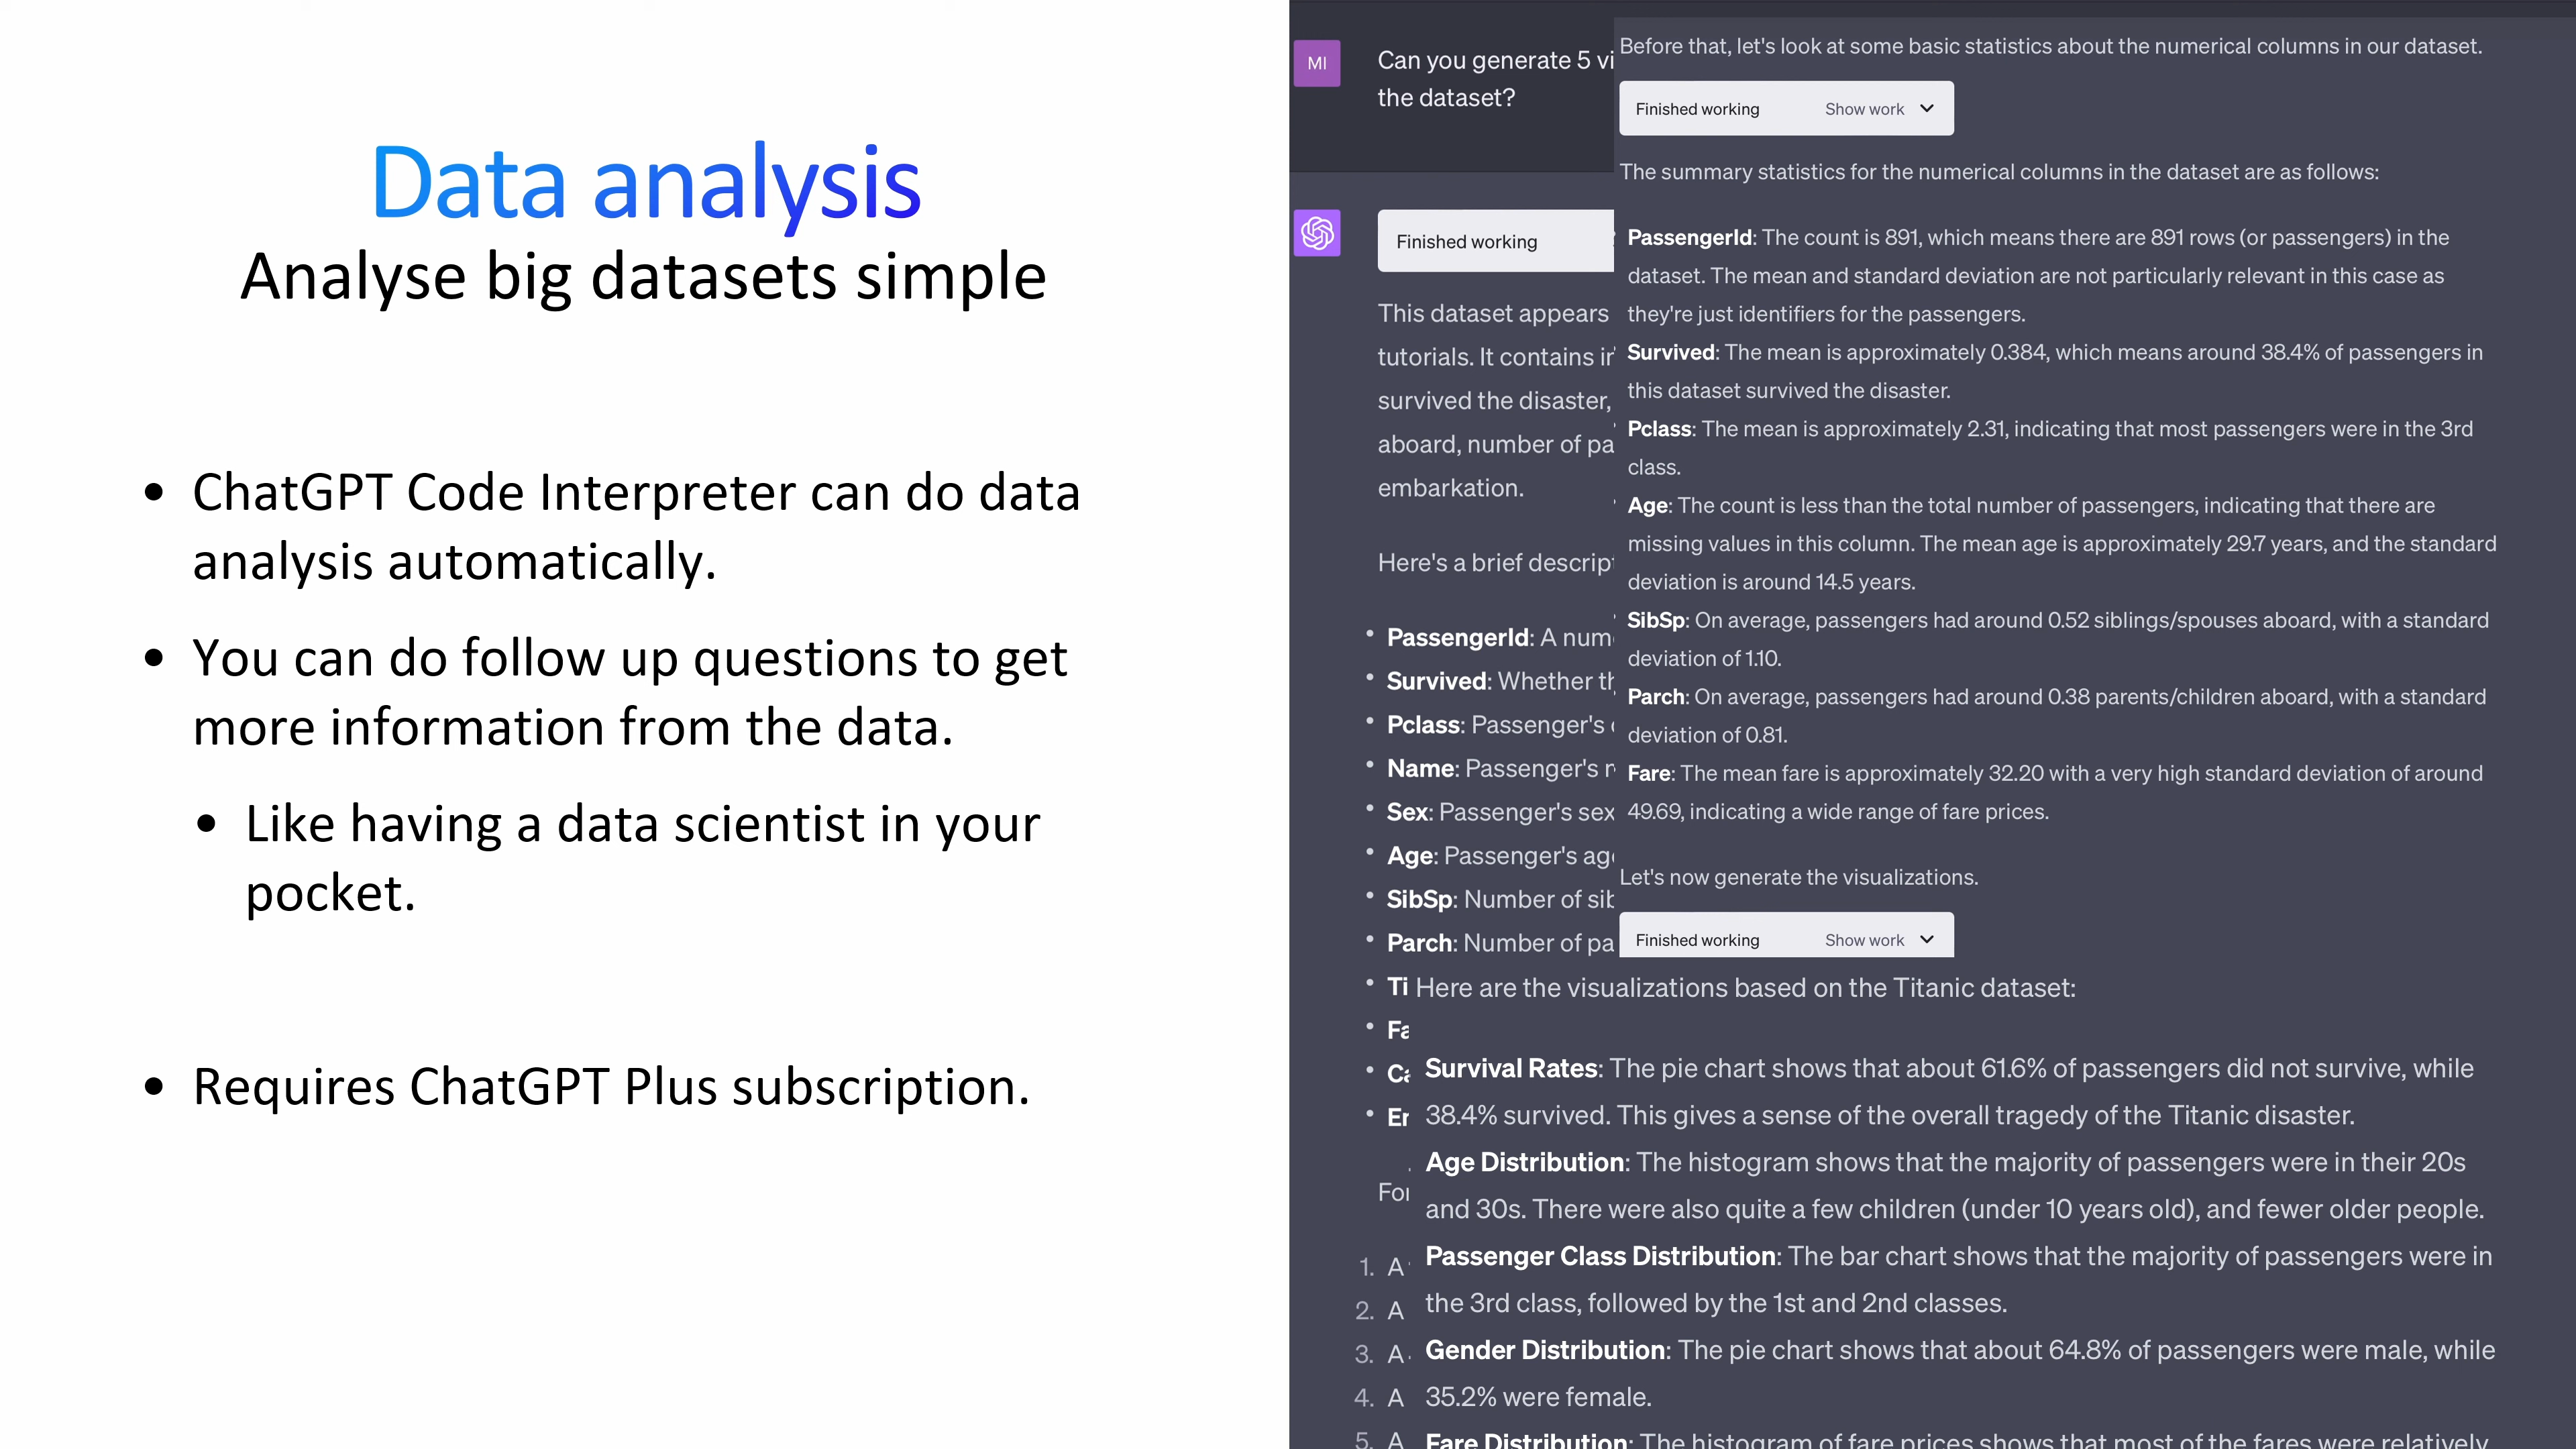 Data analysis
Analyse big datasets simple
• ChatGPT Code Interpreter can do data
analysis automatically.
• You can do follow up questions to get
more information from the data.
• Like having a data scientist in your
pocket.
• Requires ChatGPT Plus subscription.
MI
Can you generate 5
the dataset?
Finished working
This dataset appears
tutorials. It contains
survived the disaster,
aboard, number of
embarkation.
Here's a brief
• PassengerId: A
• Survived: Whether
• Pclass: Passenger's
• Name: Passenger's
• Sex: Passenger's sex
• Age: Passenger's
• SibSp: Number of
• Parch: Number of
1. A
2. A
3. A
4. A
5. A
Before that, let's look at some basic statistics about the numerical columns in our dataset.
Finished working Show work
The summary statistics for the numerical columns in the dataset are as follows:
PassengerId: The count is 891, which means there are 891 rows (or passengers) in the
dataset. The mean and standard deviation are not particularly relevant in this case as
they're just identifiers for the passengers.
Survived: The mean is approximately 0.384, which means around 38.4% of passengers in
this dataset survived the disaster.
Pclass: The mean is approximately 2.31, indicating that most passengers were in the 3rd
class.
Age: The count is less than the total number of passengers, indicating that there are
missing values in this column. The mean age is approximately 29.7 years, and the standard
deviation is around 14.5 years.
SibSp: On average, passengers had around 0.52 siblings/spouses aboard, with a standard
deviation of 1.10.
Parch: On average, passengers had around 0.38 parents/children aboard, with a standard
deviation of 0.81.
Fare: The mean fare is approximately 32.20 with a very high standard deviation of around
49.69, indicating a wide range of fare prices.
Let's now generate the visualizations.
Finished working Show work
Here are the visualizations based on the Titanic dataset:
Survival Rates: The pie chart shows that about 61.6% of passengers did not survive, while
38.4% survived. This gives a sense of the overall tragedy of the Titanic disaster.
Age Distribution: The histogram shows that the majority of passengers were in their 20s
and 30s. There were also quite a few children (under 10 years old), and fewer older people.
Passenger Class Distribution: The bar chart shows that the majority of passengers were in
the 3rd class, followed by the 1st and 2nd classes.
Gender Distribution: The pie chart shows that about 64.8% of passengers were male, while
35.2% were female.
Fare Distribution: The histogram of fare prices shows that most of the fares were relatively